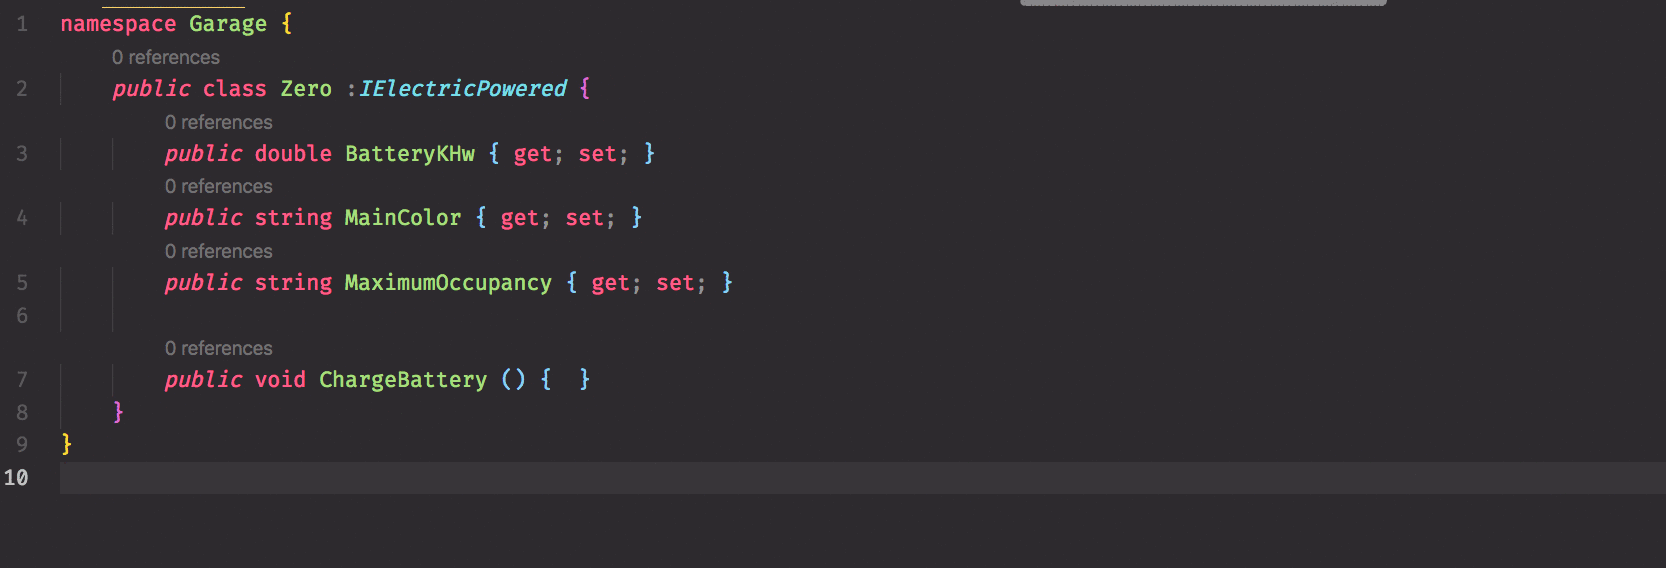 1 namespace Garage {
0 references
2 public class Zero :IElectricPowered {
0 references
3 public double BatteryKHw { get; set; }
0 references
4 public string MainColor { get; set; }
0 references
5 public string MaximumOccupancy { get; set; }
6
0 references
7 public void ChargeBattery () {  }
8 }
9 }
10